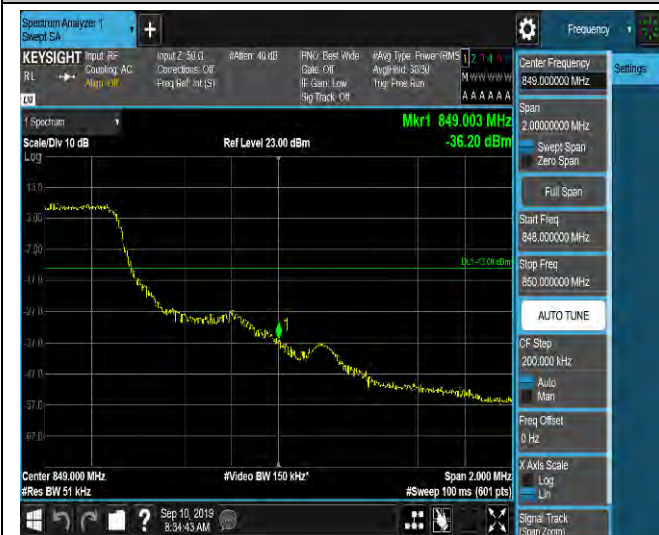 Spectrum Analyzer 1
Swept SA
+
Frequency
KEYSIGHT
Input: RF
Coupling: AC
Align: Off
Input Z: 50 Ω
Corrections: Off
Freq Ref: Int (S)
#Atten: 40 dB
PNO: Best Wide
Gate: Off
IF Gain: Low
Sig Track: Off
#Avg Type: Power (RMS
Avg|Hold: 30/30
Trig: Free Run
M W W W W W
A A A A A A
RL
LXI
1 Spectrum
Scale/Div 10 dB
Ref Level 23.00 dBm
Mkr1 849.003 MHz
-36.20 dBm
Log
13.0
3.00
-7.00
DL1 -13.00 dBm
-17.0
-27.0
1
-37.0
-47.0
-57.0
-67.0
Center 849.000 MHz
#Video BW 150 kHz*
Span 2.000 MHz
#Res BW 51 kHz
#Sweep 100 ms (601 pts)
Sep 10, 2019
8:34:43 AM
Center Frequency
849.000000 MHz
Settings
Span
2.00000000 MHz
Swept Span
Zero Span
Full Span
Start Freq
848.000000 MHz
Stop Freq
850.000000 MHz
AUTO TUNE
CF Step
200.000 kHz
Auto
Man
Freq Offset
0 Hz
X Axis Scale
Log
Lin
Signal Track
(Span Zoom)